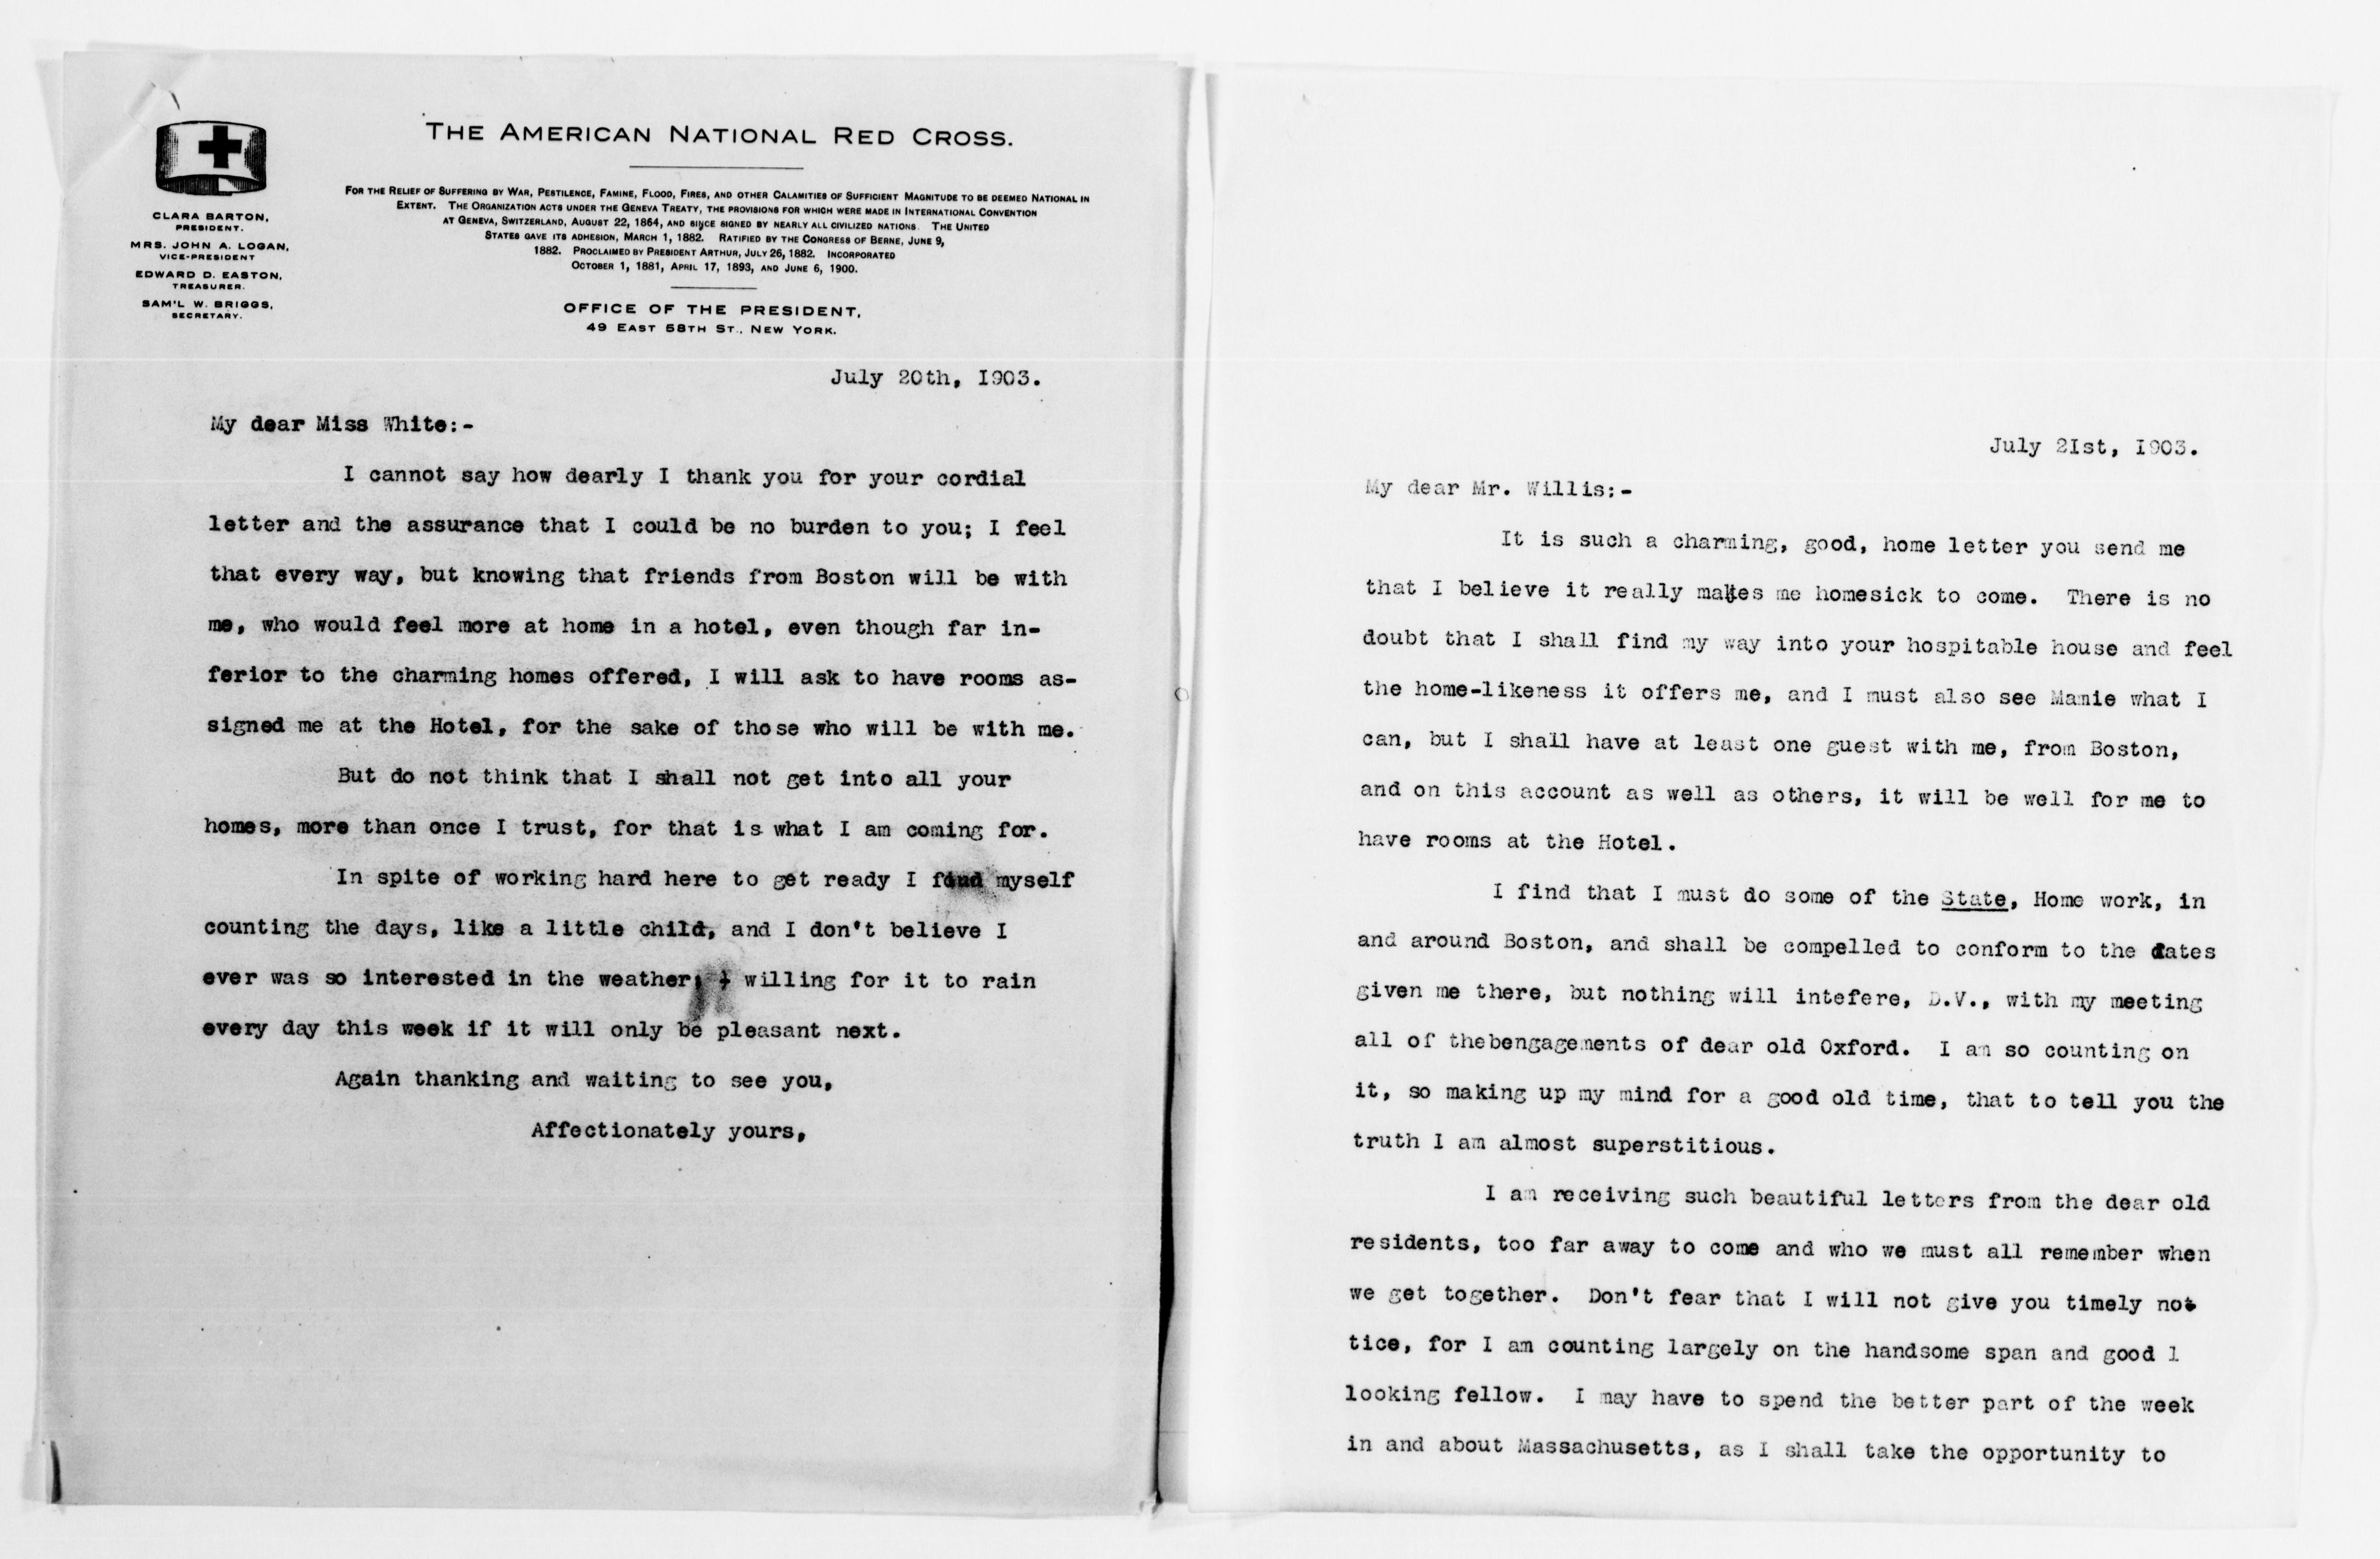 THE AMERICAN NATIONAL RED CROSS.
FOR THE RELIEF OF SUFFERING BY WAR, PESTILENCE, FAMINE, FLOOD, FIRES, AND OTHER CALAMITIES OF SUFFICIENT MAGNITUDE TO BE DEEMED NATIONAL IN
EXTENT. THE ORGANIZATION ACTS UNDER THE GENEVA TREATY, THE PROVISIONS FOR WHICH WERE MADE IN INTERNATIONAL CONVENTION
AT GENEVA, SWITZERLAND, AUGUST 22, 1864, AND SINCE SIGNED BY NEARLY ALL CIVILIZED NATIONS. THE UNITED
STATES GAVE ITS ADHESION, MARCH 1, 1882. RATIFIED BY THE CONGRESS OF BERNE, JUNE 9,
1882. PROCLAIMED BY PRESIDENT ARTHUR, JULY 26, 1882. INCORPORATED
OCTOBER 1, 1881, APRIL 17, 1893, AND JUNE 6, 1900.
CLARA BARTON,
PRESIDENT.
MRS. JOHN A. LOGAN,
VICE-PRESIDENT
EDWARD D. EASTON,
TREASURER.
SAM'L W. BRIGGS,
SECRETARY.
OFFICE OF THE PRESIDENT,
49 EAST 58TH ST., NEW YORK.
July 20th, I903.
My dear Miss White:-
I cannot say how dearly I thank you for your cordial
letter and the assurance that I could be no burden to you; I feel
that every way, but knowing that friends from Boston will be with
me, who would feel more at home in a hotel, even though far in-
ferior to the charming homes offered, I will ask to have rooms as-
signed me at the Hotel, for the sake of those who will be with me.
But do not think that I shall not get into all your
homes, more than once I trust, for that is what I am coming for.
In spite of working hard here to get ready I find myself
counting the days, like a little child, and I don't believe I
ever was so interested in the weather; willing for it to rain
every day this week if it will only be pleasant next.
Again thanking and waiting to see you,
Affectionately yours,
July 2Ist, I903.
My dear Mr. Willis:-
It is such a charming, good, home letter you send me
that I believe it really makes me homesick to come. There is no
doubt that I shall find my way into your hospitable house and feel
the home-likeness it offers me, and I must also see Mamie what I
can, but I shall have at least one guest with me, from Boston,
and on this account as well as others, it will be well for me to
have rooms at the Hotel.
I find that I must do some of the State, Home work, in
and around Boston, and shall be compelled to conform to the dates
given me there, but nothing will intefere, D.V., with my meeting
all of thebengagements of dear old Oxford. I am so counting on
it, so making up my mind for a good old time, that to tell you the
truth I am almost superstitious.
I am receiving such beautiful letters from the dear old
residents, too far away to come and who we must all remember when
we get together. Don't fear that I will not give you timely not
tice, for I am counting largely on the handsome span and good l
looking fellow. I may have to spend the better part of the week
in and about Massachusetts, as I shall take the opportunity to